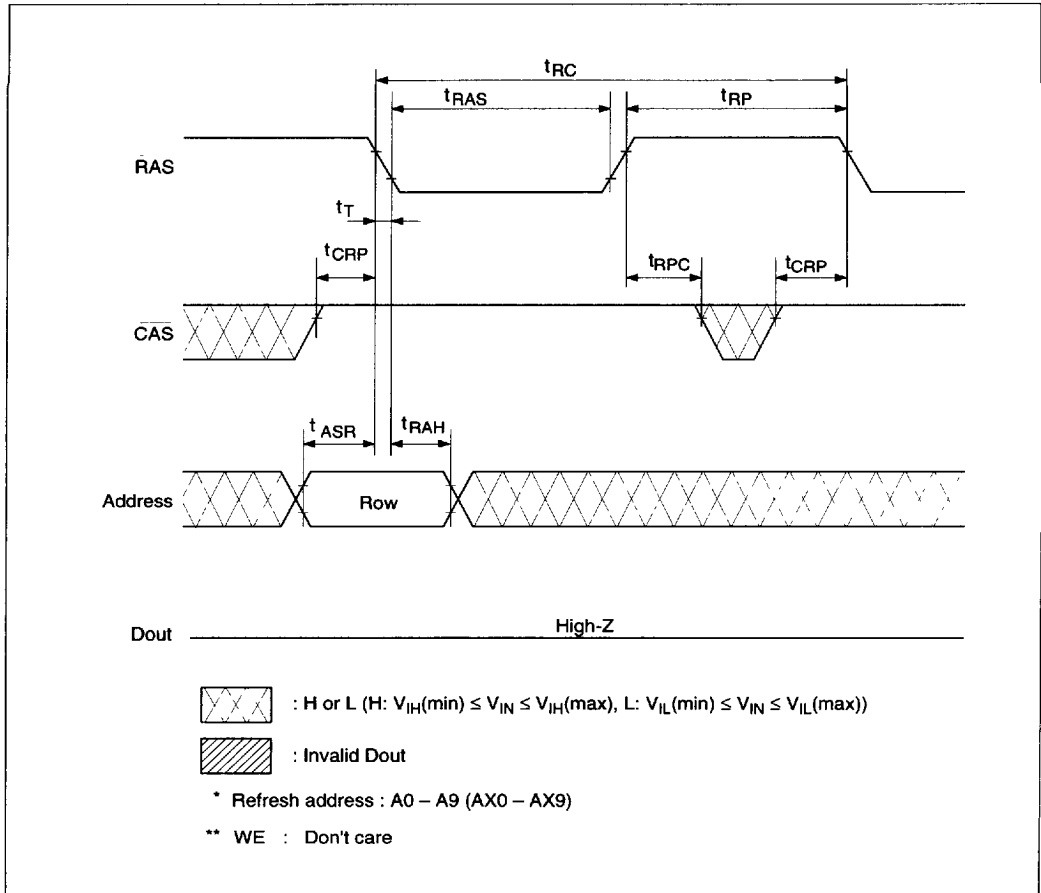 tRC
tRAS tRP
RAS
tT
tCRP tRPC tCRP
CAS
tASR tRAH
Address Row
Dout High-Z
: H or L (H: VIH(min) ≤ VIN ≤ VIH(max), L: VIL(min) ≤ VIN ≤ VIL(max))
: Invalid Dout
* Refresh address : A0 – A9 (AX0 – AX9)
** WE : Don't care